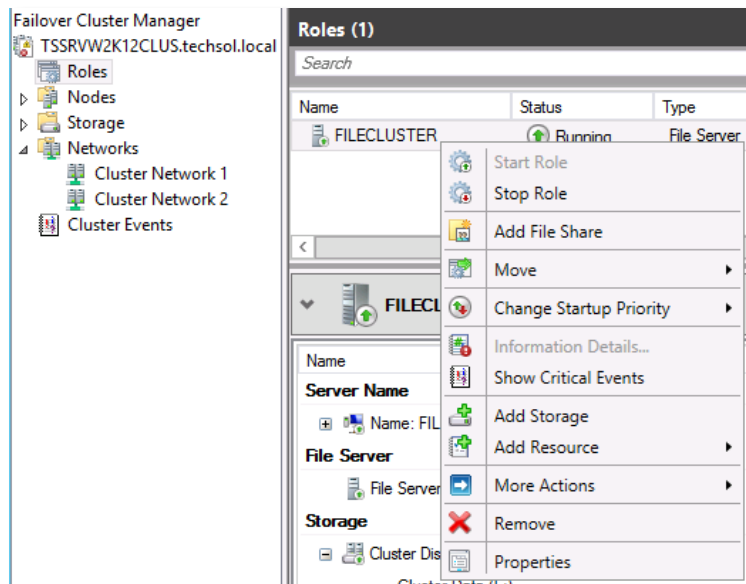 Failover Cluster Manager
TSSRVW2K12CLUS.techsol.local
Roles
Nodes
Storage
Networks
Cluster Network 1
Cluster Network 2
Cluster Events
Roles (1)
Search
Name Status Type
FILECLUSTER Running File Server
Start Role
Stop Role
Add File Share
Move
Change Startup Priority
Information Details...
Show Critical Events
Add Storage
Add Resource
More Actions
Remove
Properties
FILECL
Name
Server Name
Name: FIL
File Server
File Server
Storage
Cluster Dis